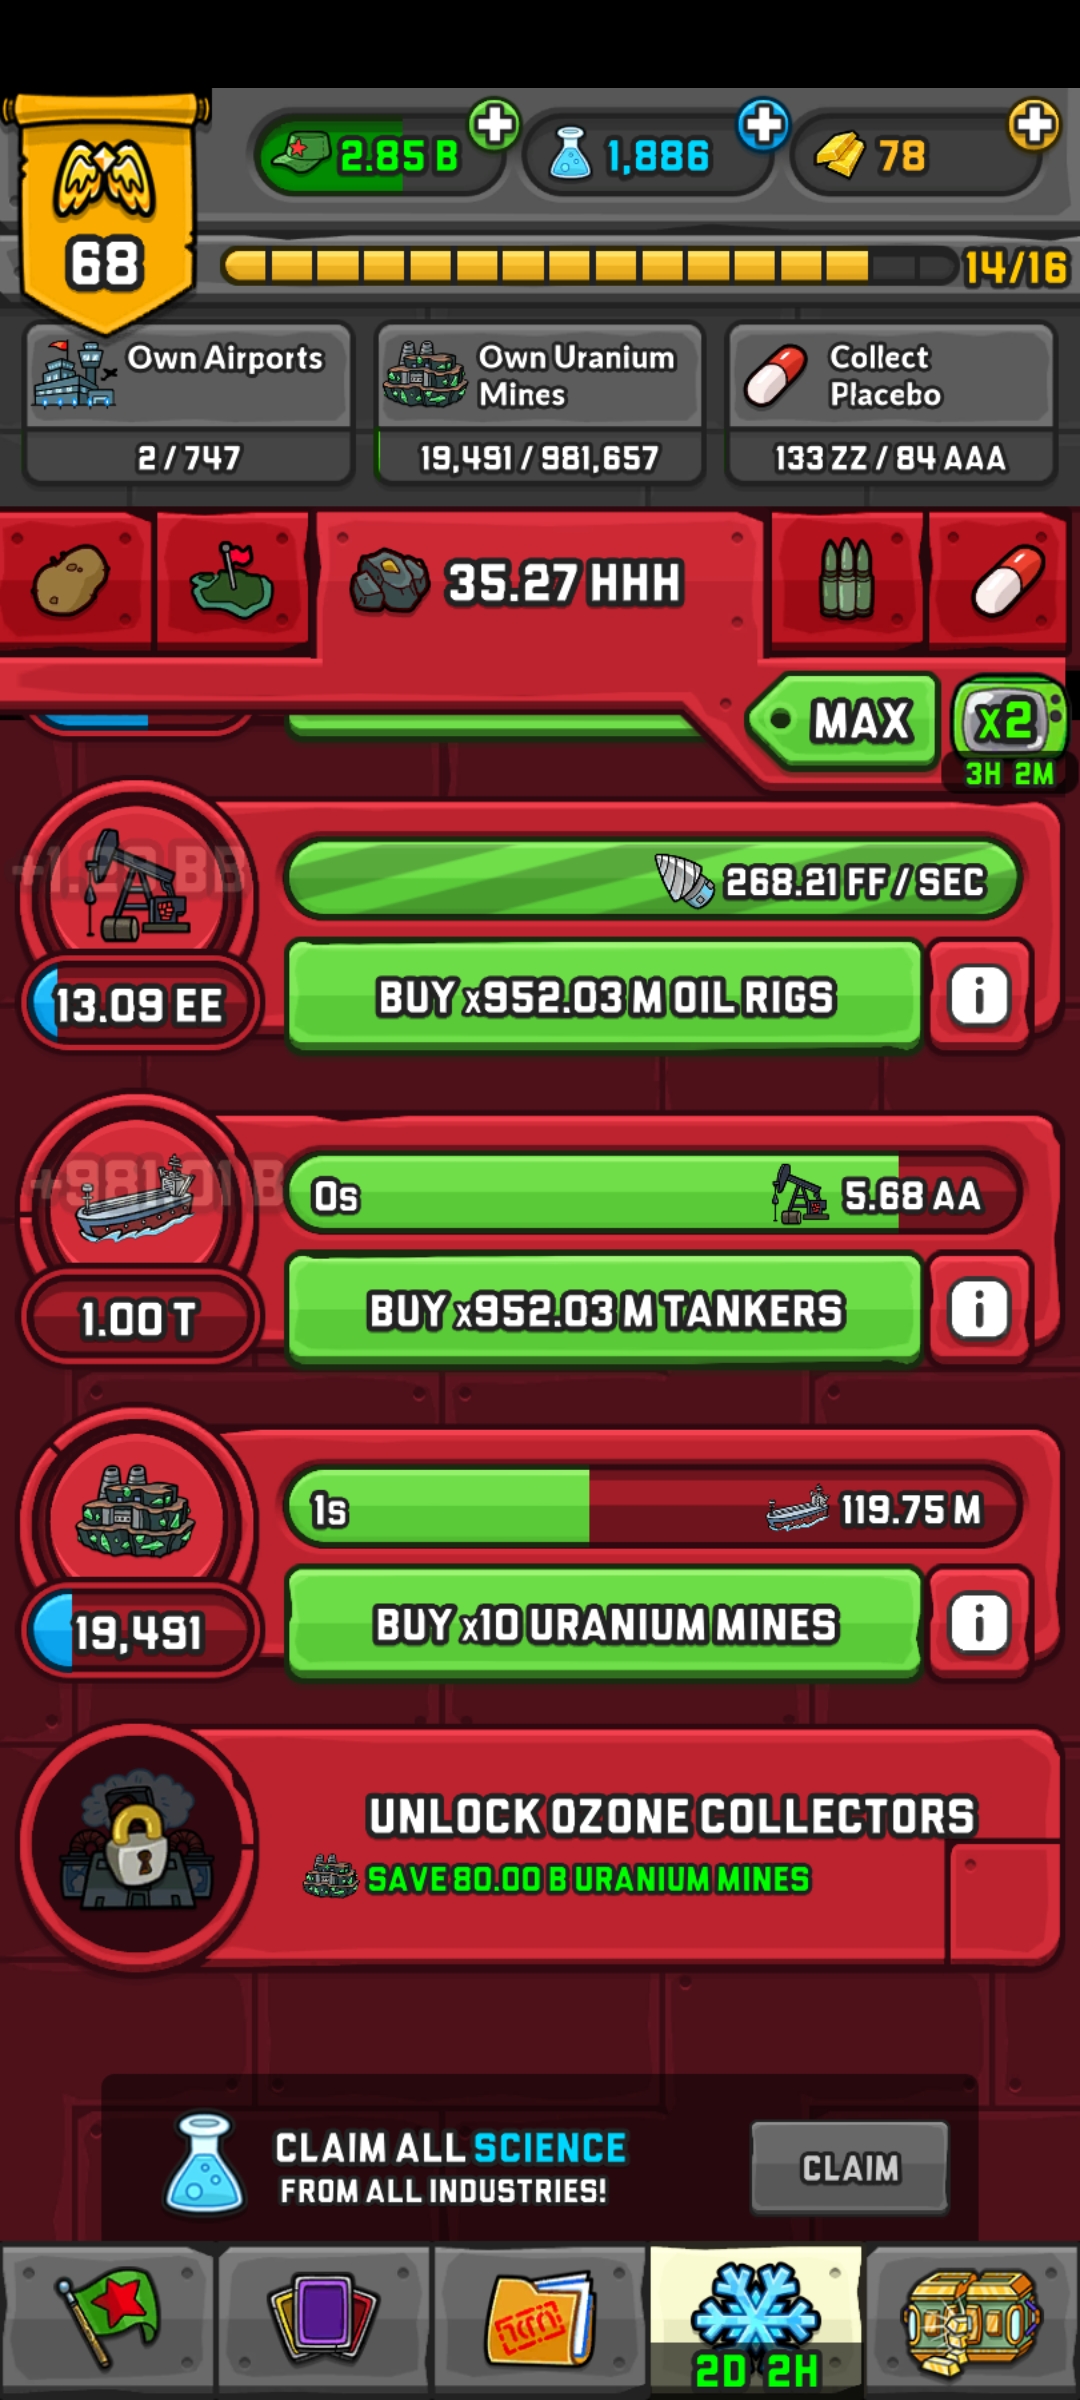 2.85 B
1,886
78
68
14/16
Own Airports
2 / 747
Own Uranium
Mines
19,491 / 981,657
Collect
Placebo
133 ZZ / 84 AAA
35.27 HHH
MAX
x2
3H 2M
268.21 FF / SEC
13.09 EE
BUY x952.03 M OIL RIGS
i
+981.01 B
0s
5.68 AA
1.00 T
BUY x952.03 M TANKERS
i
1s
119.75 M
19,491
BUY x10 URANIUM MINES
i
UNLOCK OZONE COLLECTORS
SAVE 80.00 B URANIUM MINES
CLAIM ALL SCIENCE
FROM ALL INDUSTRIES!
CLAIM
2D 2H